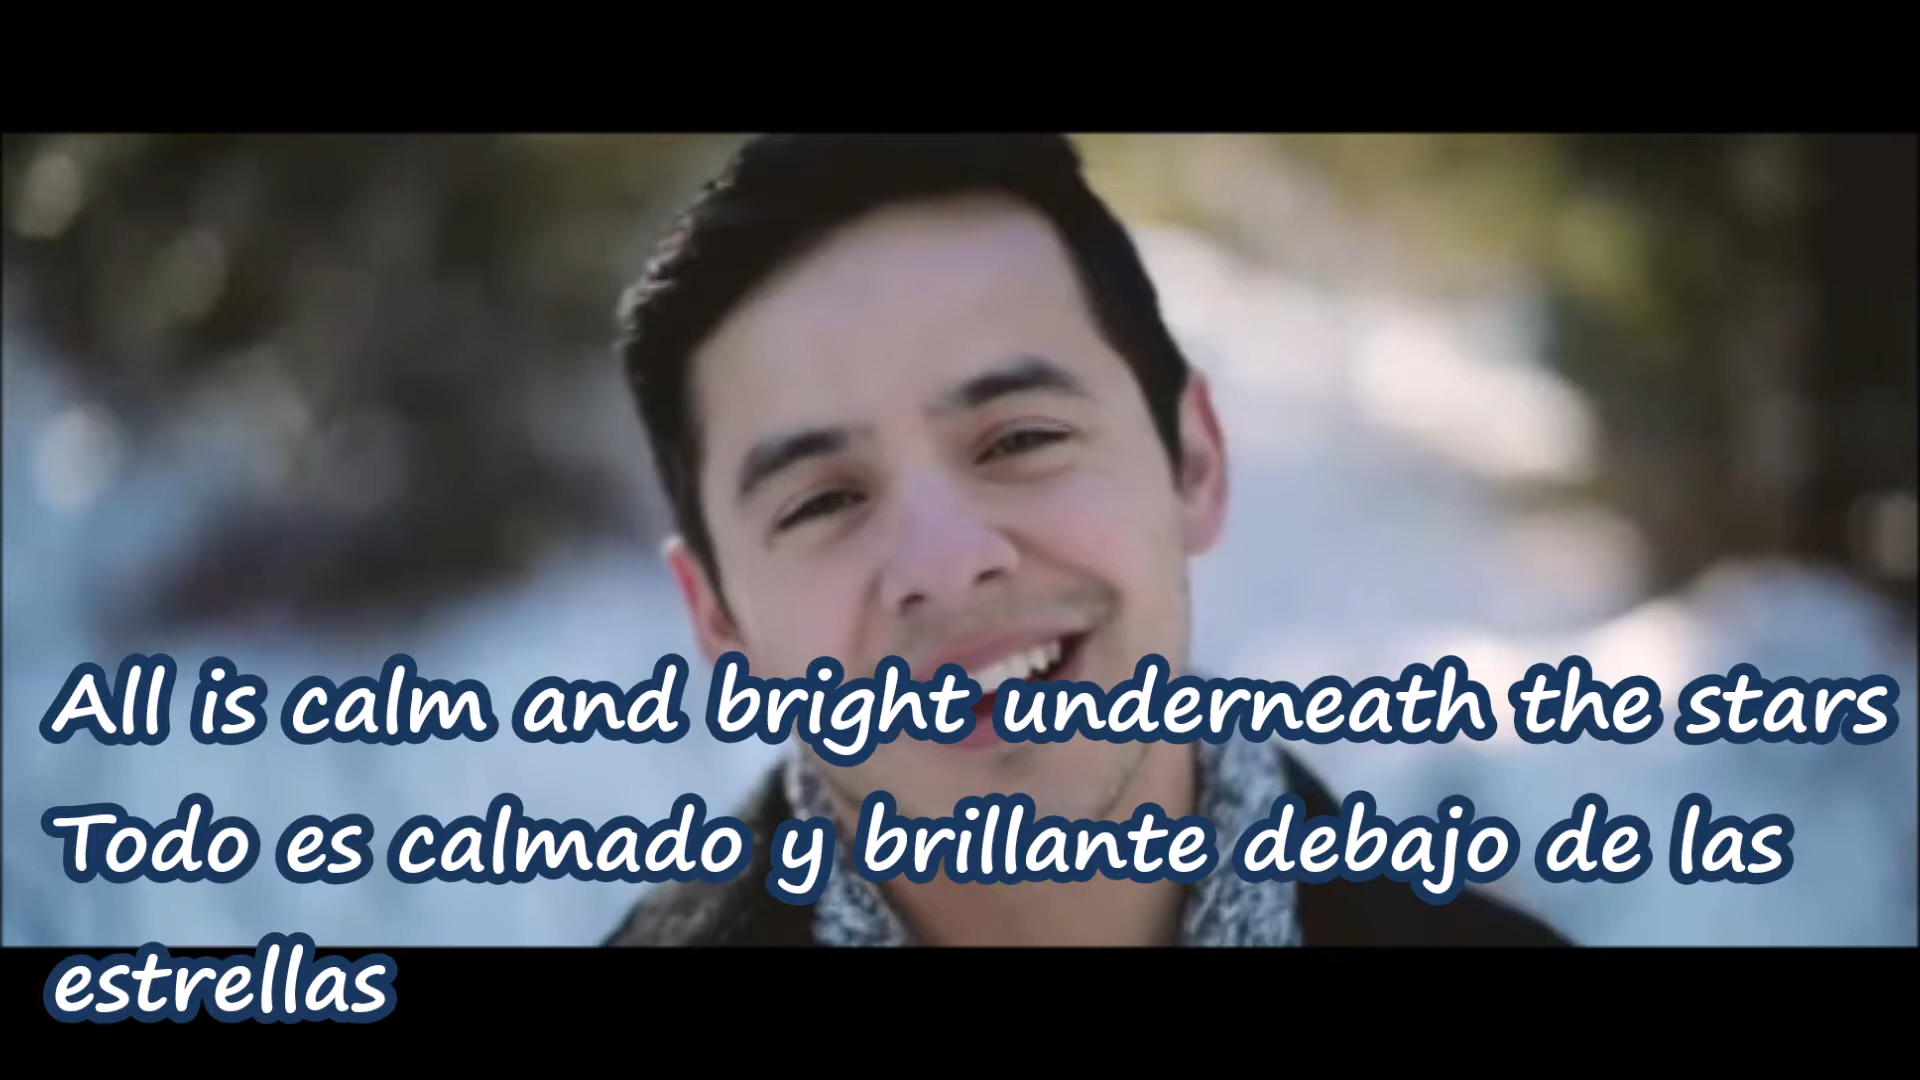 All is calm and bright underneath the stars
Todo es calmado y brillante debajo de las
estrellas